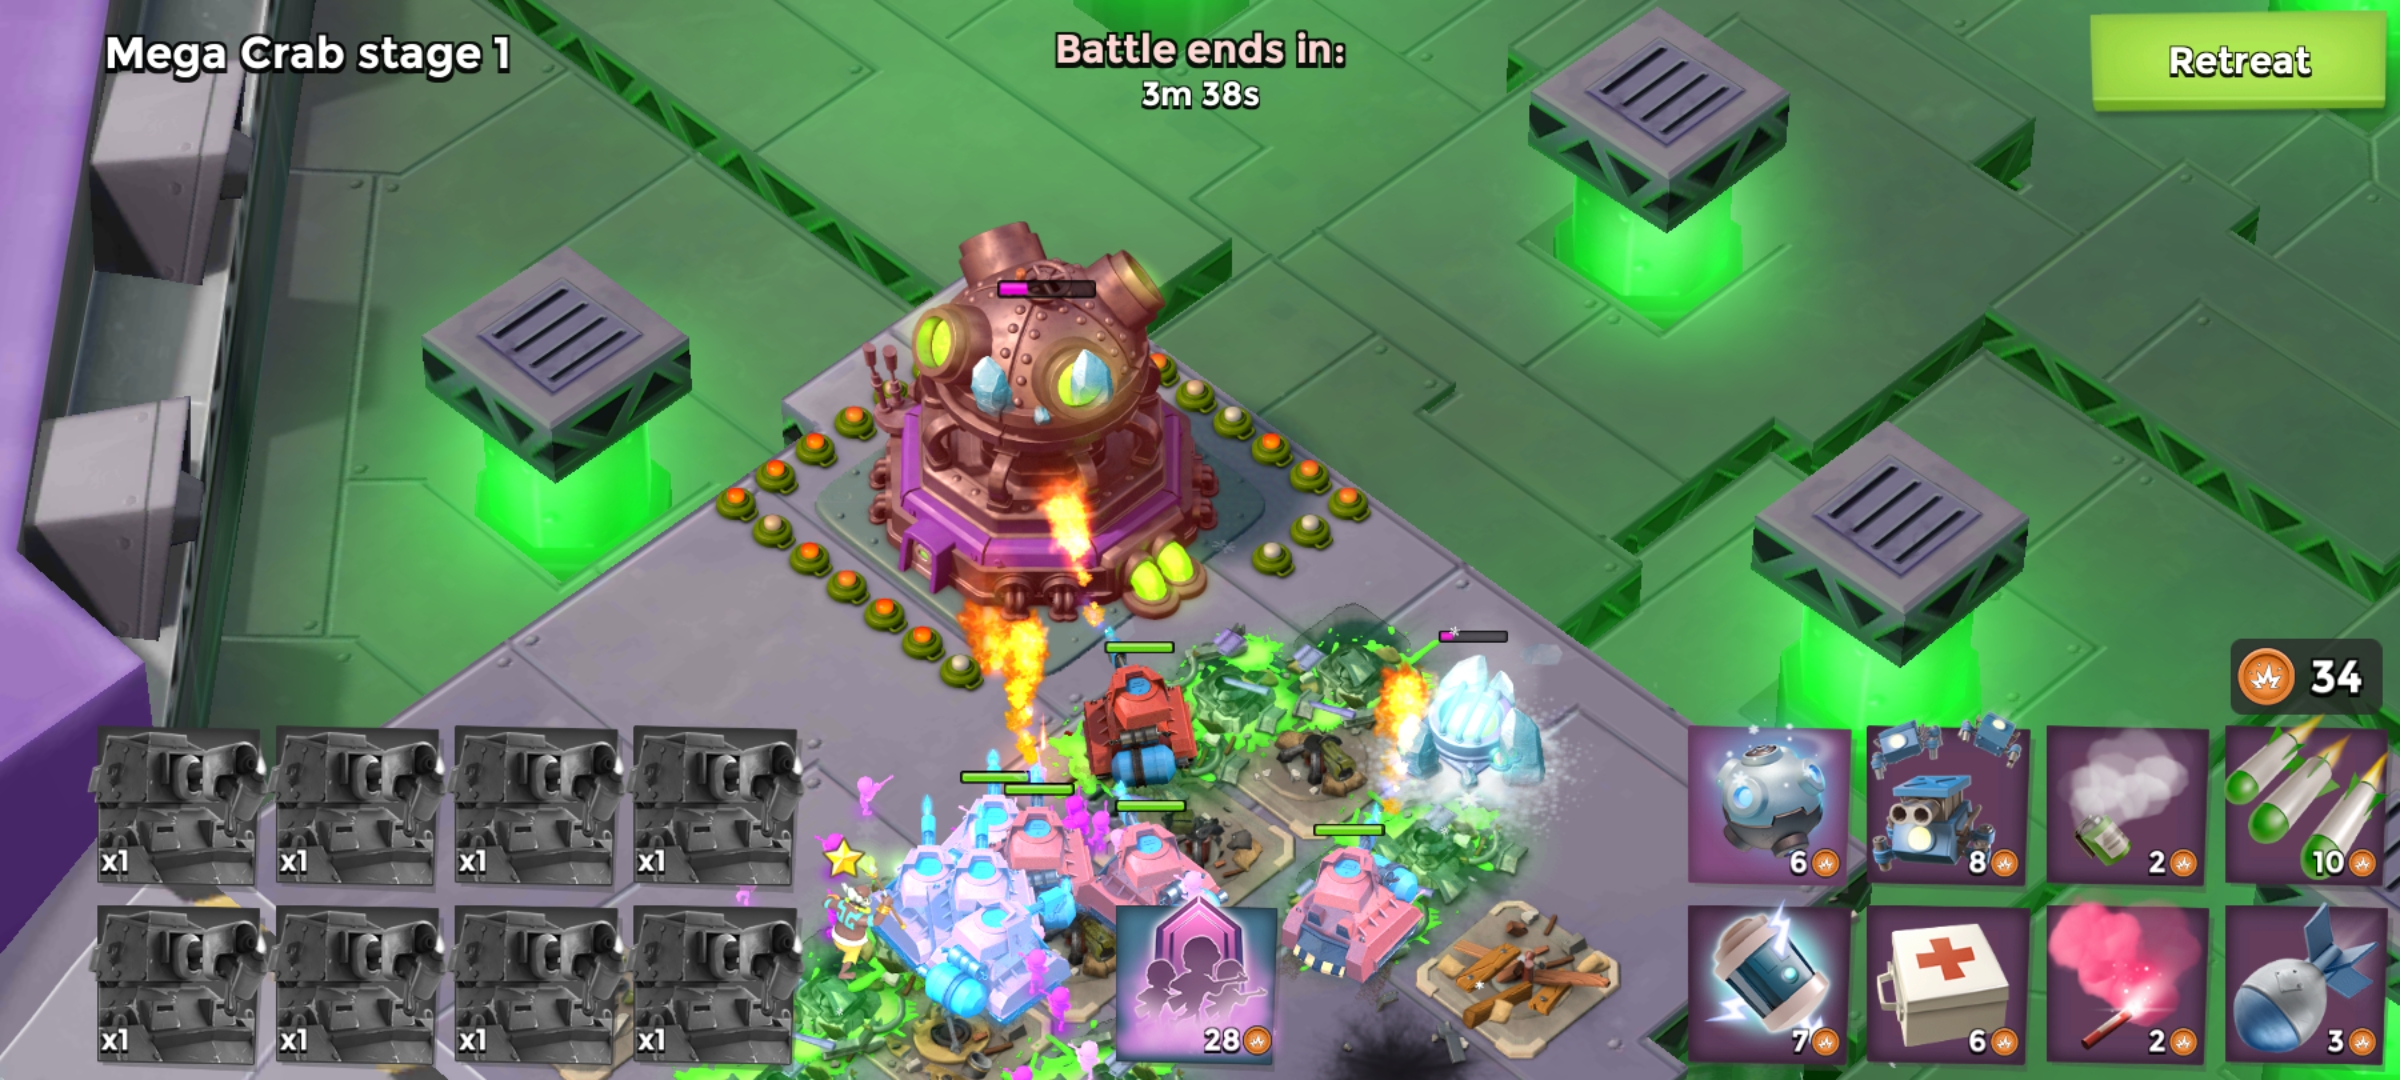 Mega Crab stage 1
Battle ends in:
3m 38s
Retreat
34
x1
x1
x1
x1
6
8
2
10
x1
x1
x1
x1
28
7
6
2
3